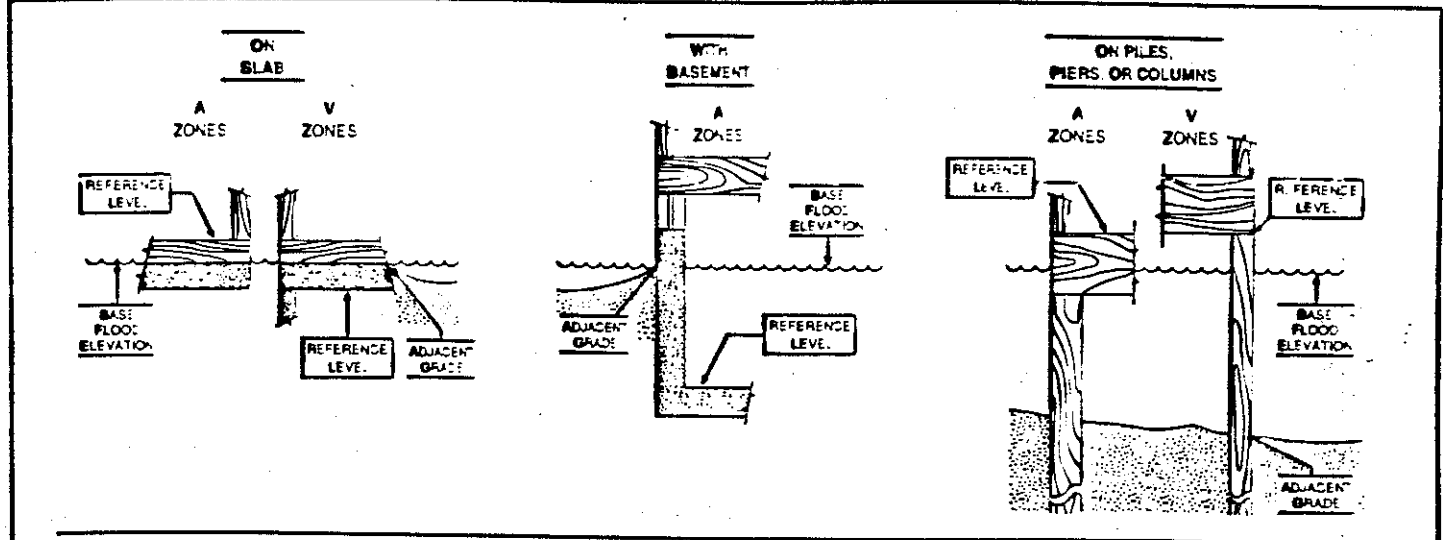 ON
SLAB
A
ZONES
V
ZONES
REFERENCE
LEVEL
BASE
FLOOD
ELEVATION
REFERENCE
LEVEL
ADJACENT
GRADE
WITH
BASEMENT
A
ZONES
BASE
FLOOD
ELEVATION
ADJACENT
GRADE
REFERENCE
LEVEL
ON PILES,
PIERS, OR COLUMNS
A
ZONES
V
ZONES
REFERENCE
LEVEL
R. FERENCE
LEVEL
BASE
FLOOD
ELEVATION
ADJACENT
GRADE